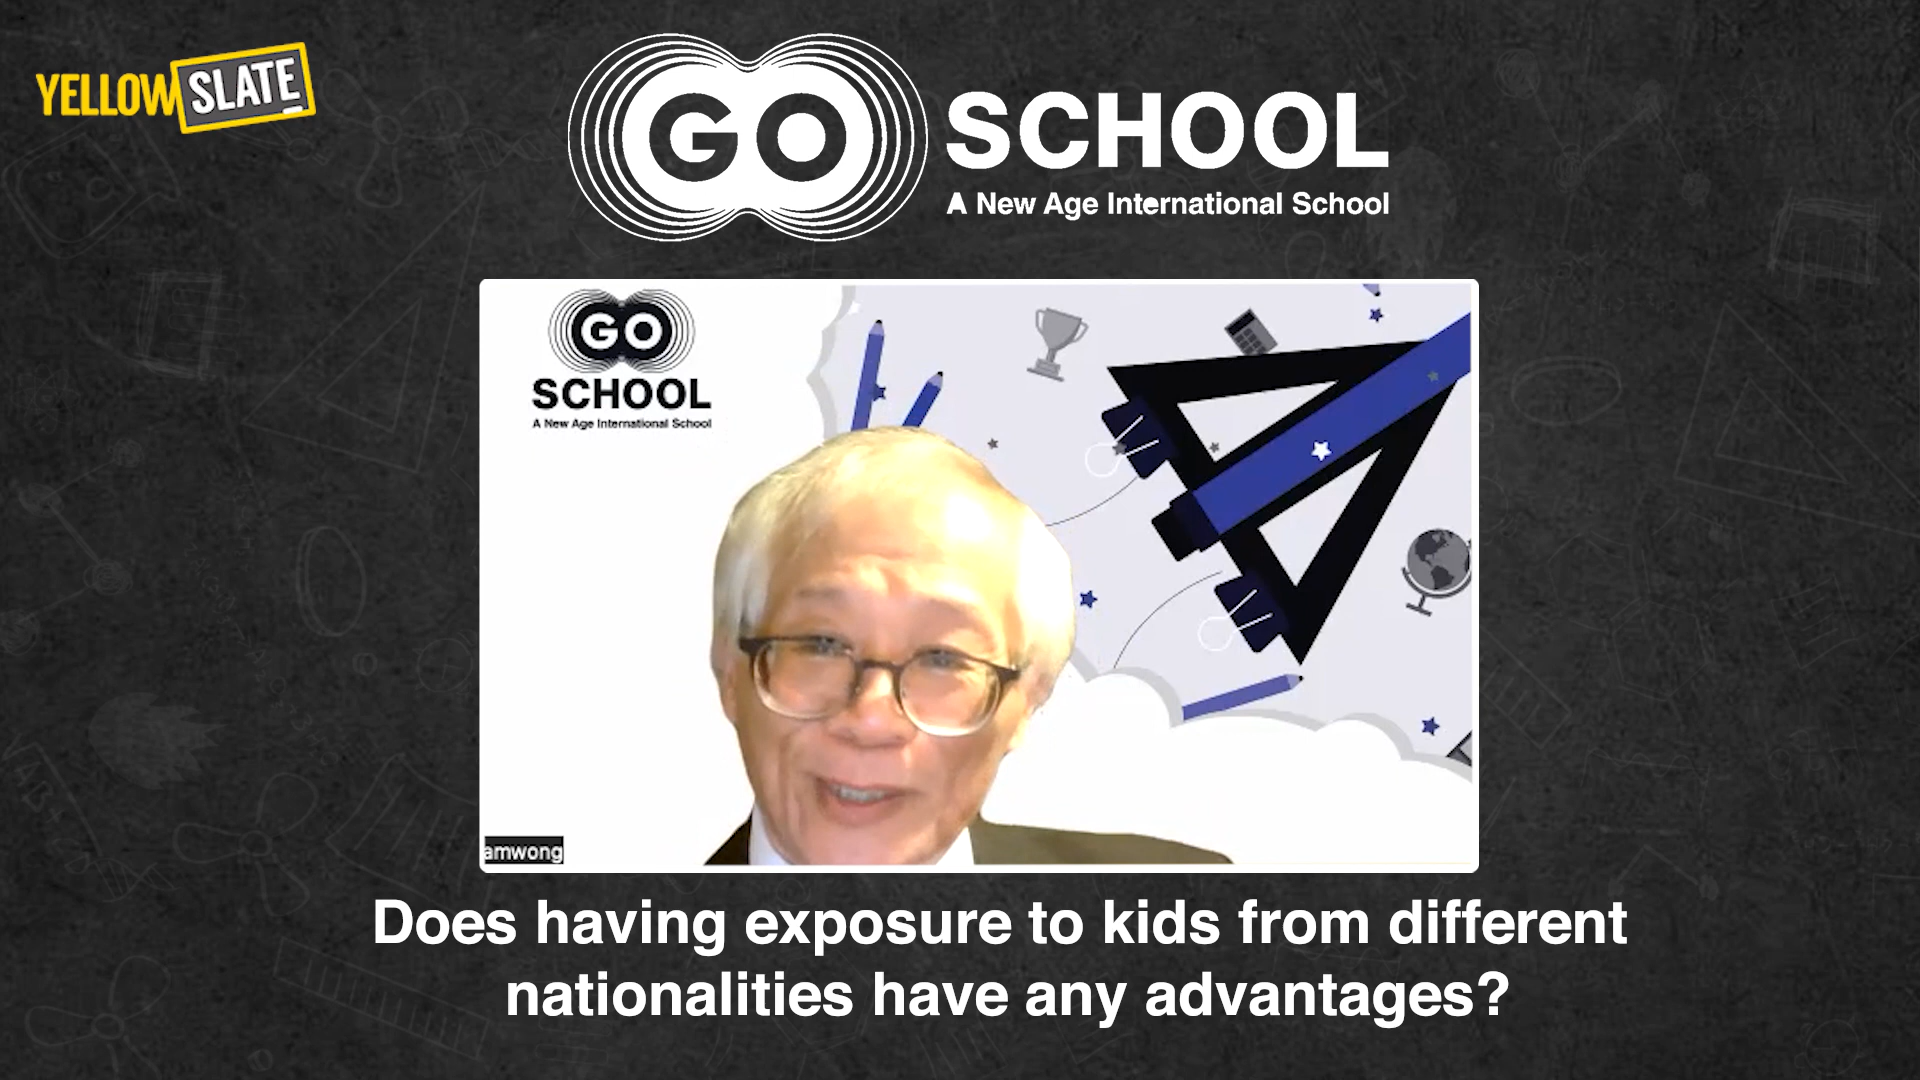 YELLOW SLATE
GO SCHOOL
A New Age International School
GO
SCHOOL
A New Age International School
amwong
Does having exposure to kids from different
nationalities have any advantages?